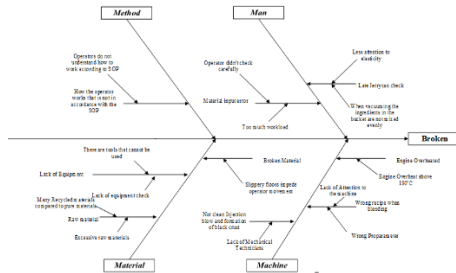 Method
Man
Operators do not
understand how to
work according to SOP
How the operator
works that is not in
accordance with the
SOP
Operator didn't check
carefully
Material input error
Too much workload
Less attention to
elasticity
Late Jerrycan check
When vacuuming the
ingredients in the
bucket are not mixed
evenly
Broken
There are tools that cannot be
used
Lack of Equipment
Lack of equipment check
Many Recycled materials
compared to pure materials
Raw material
Excessive raw materials
Broken Material
Slippery floors impede
operator movement
Engine Overheated
Engine Overheat above
180°C
Lack of Attention to
the machine
Wrong recipe when
blending
Wrong Preparameter
Not clean Injection
blow and formation
of black crust
Lack of Mechanical
Technicians
Material
Machine